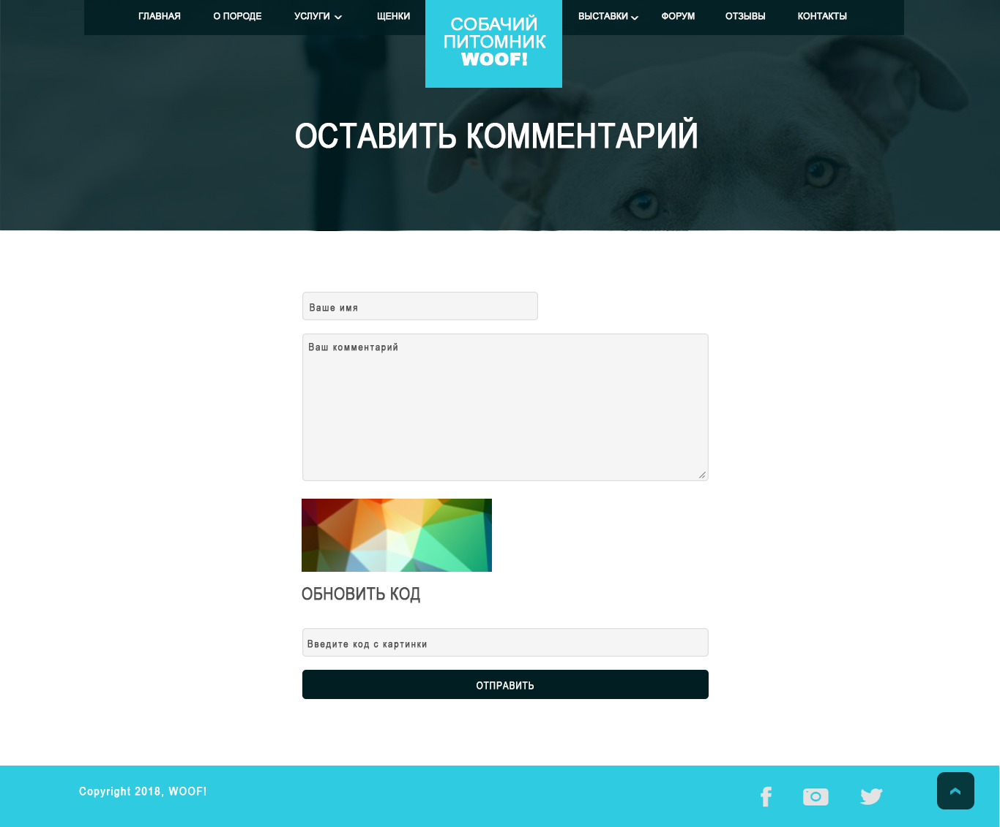 ГЛАВНАЯ О ПОРОДЕ УСЛУГИ ЩЕНКИ
СОБАЧИЙ
ПИТОМНИК
WOOF!
ВЫСТАВКИ ФОРУМ ОТЗЫВЫ КОНТАКТЫ
ОСТАВИТЬ КОММЕНТАРИЙ
Ваше имя
Ваш комментарий
ОБНОВИТЬ КОД
Введите код с картинки
ОТПРАВИТЬ
Copyright 2018, WOOF!